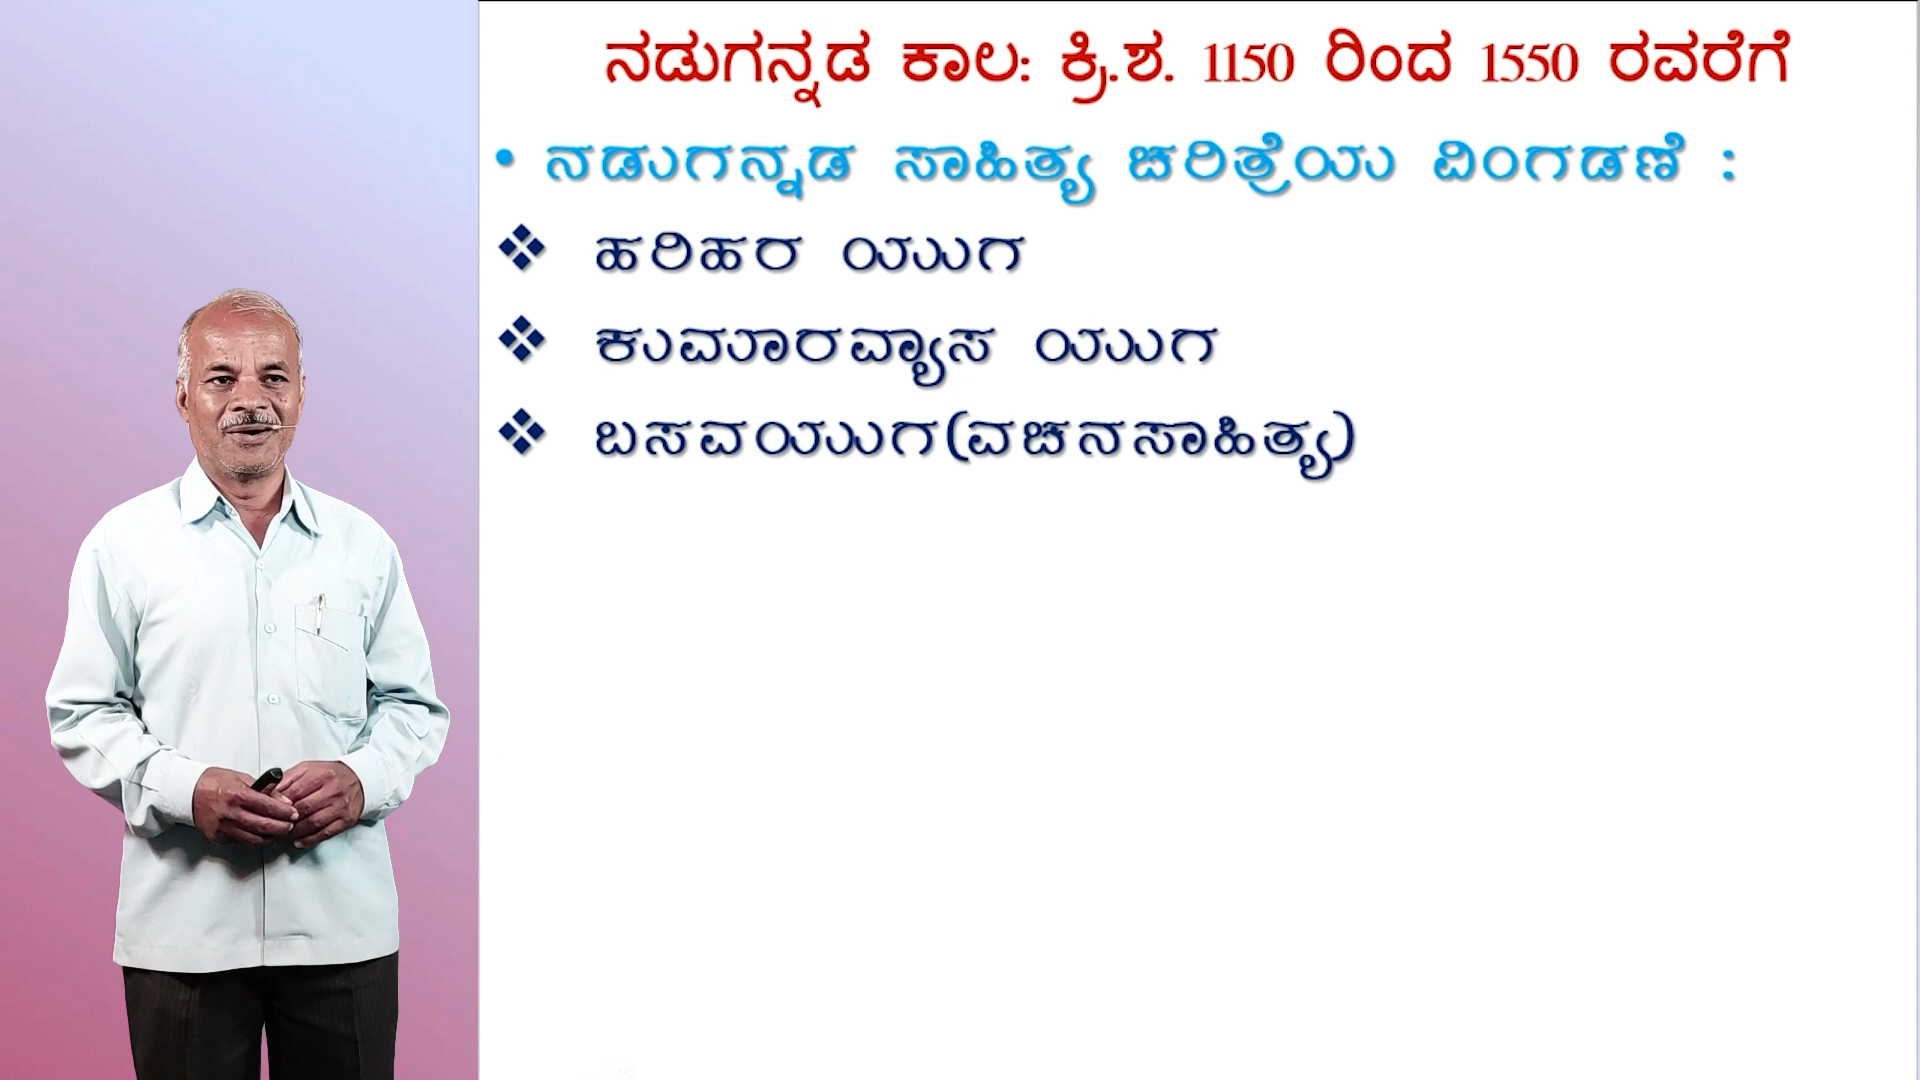 ನಡುಗನ್ನಡ ಕಾಲ: ಕ್ರಿ.ಶ. 1150 ರಿಂದ 1550 ರವರೆಗೆ
• ನಡುಗನ್ನಡ ಸಾಹಿತ್ಯ ಚರಿತ್ರೆಯ ವಿಂಗಡಣೆ :
❖ ಹರಿಹರ ಯುಗ
❖ ಕುಮಾರವ್ಯಾಸ ಯುಗ
❖ ಬಸವಯುಗ(ವಚನಸಾಹಿತ್ಯ)